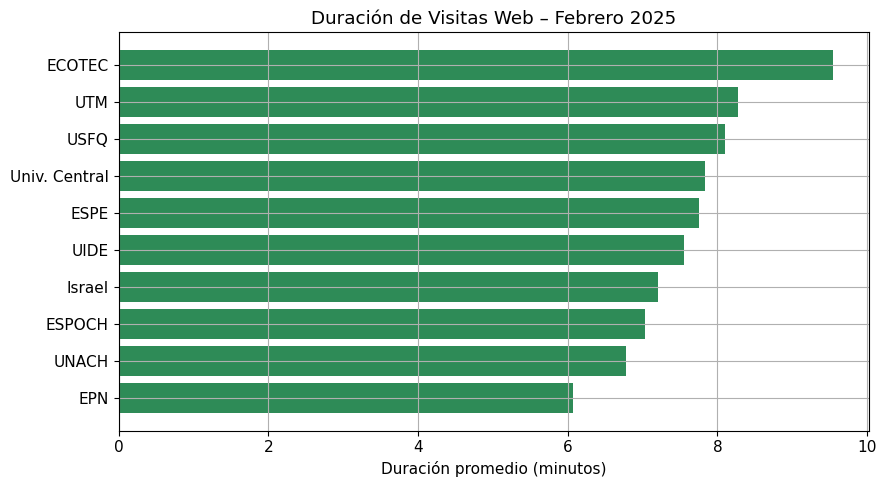 Duración de Visitas Web – Febrero 2025
ECOTEC
UTM
USFQ
Univ. Central
ESPE
UIDE
Israel
ESPOCH
UNACH
EPN
0 2 4 6 8 10
Duración promedio (minutos)